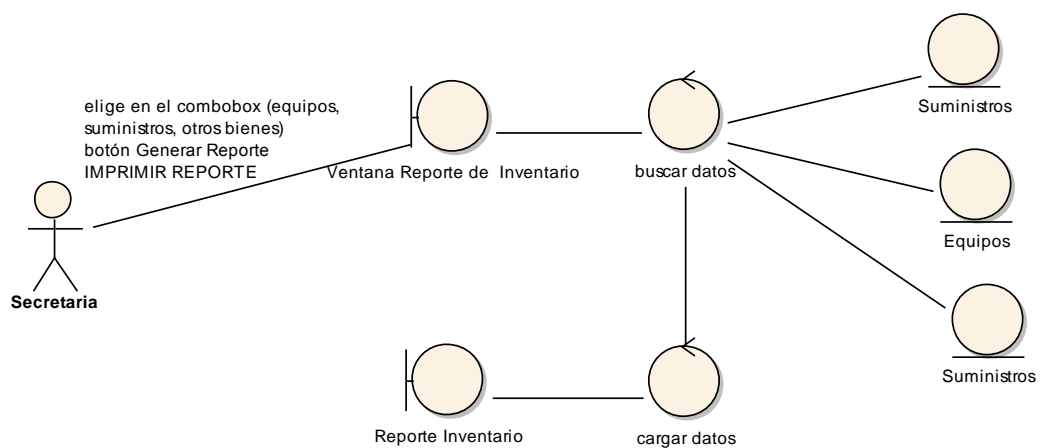 elige en el combobox (equipos,
suministros, otros bienes)
botón Generar Reporte
IMPRIMIR REPORTE
Secretaria
Ventana Reporte de Inventario
buscar datos
Suministros
Equipos
Suministros
Reporte Inventario
cargar datos